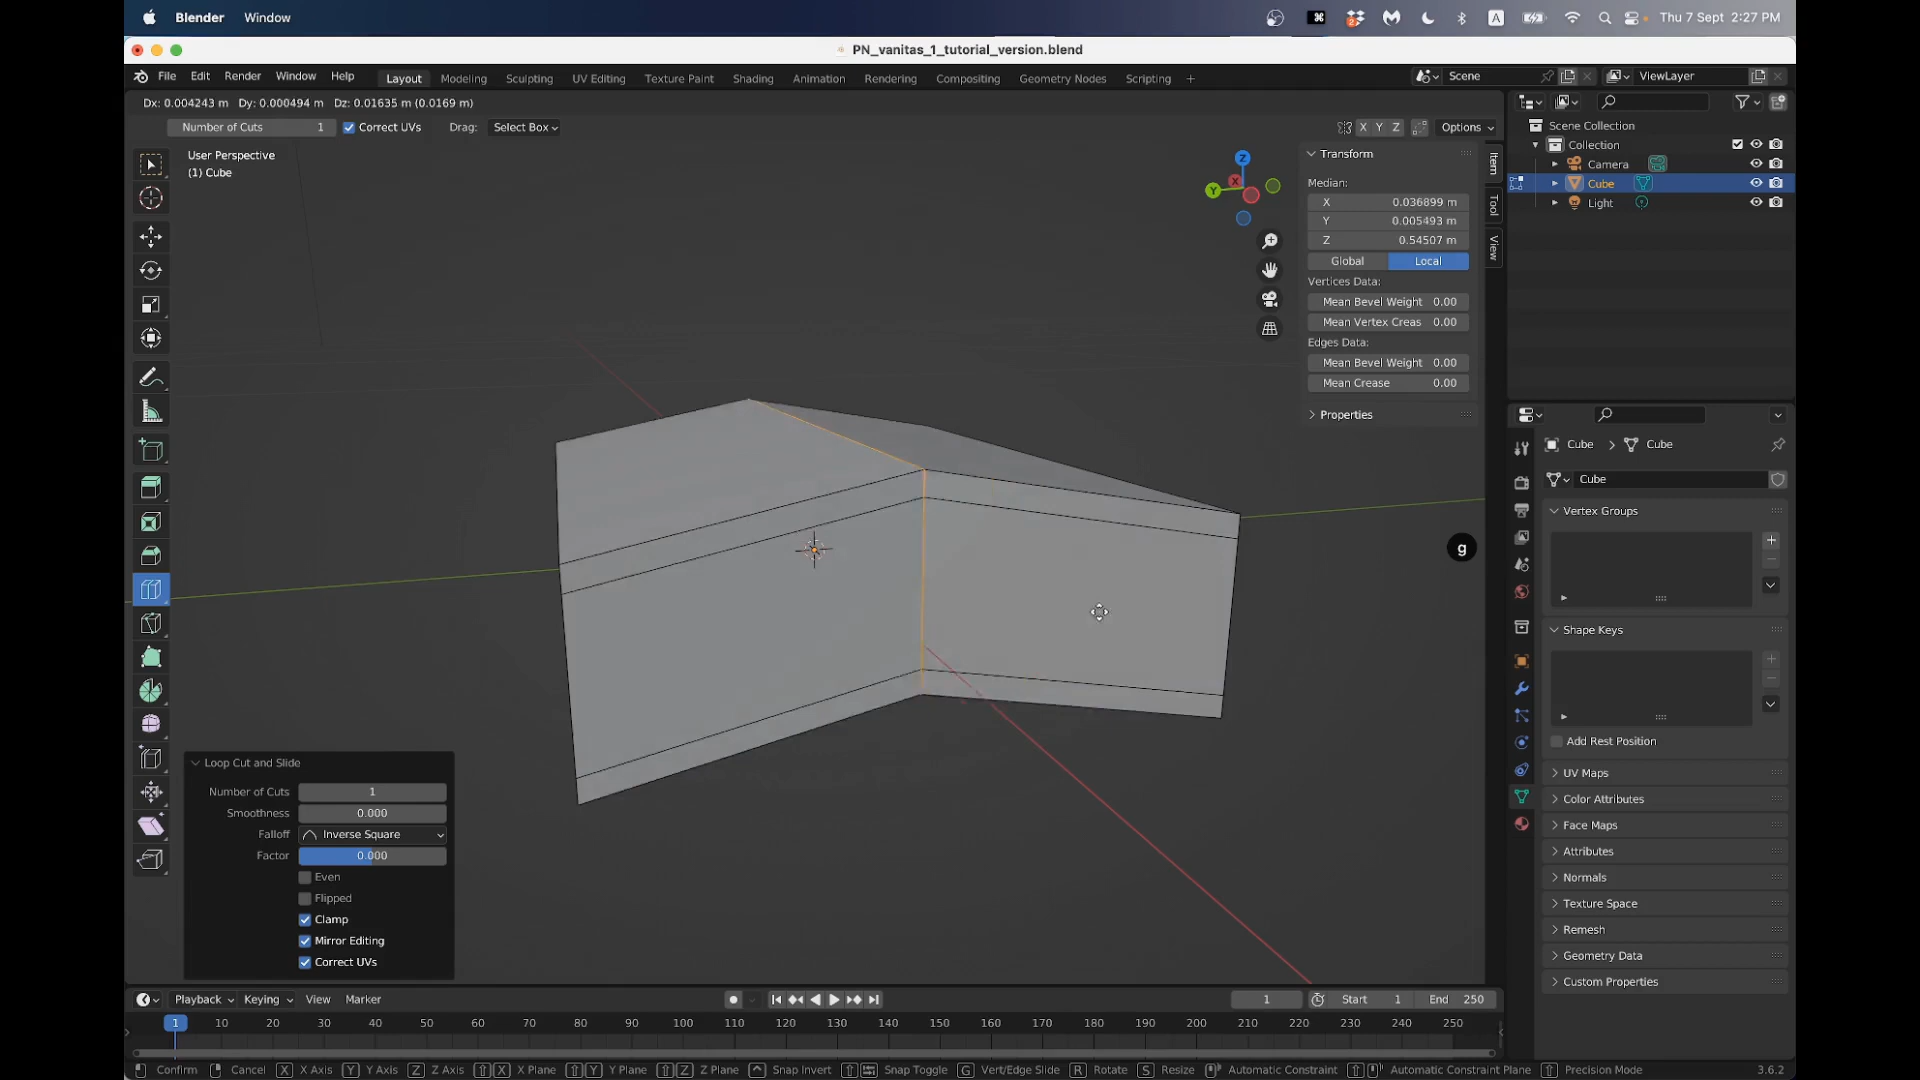 Blender Window
Thu 7 Sept 2:27 PM
PN_vanitas_1_tutorial_version.blend
File Edit Render Window Help
Layout Modeling Sculpting UV Editing Texture Paint Shading Animation Rendering Compositing Geometry Nodes Scripting +
Scene
ViewLayer
Dx: 0.004243 m Dy: 0.000494 m Dz: 0.01635 m (0.0169 m)
Number of Cuts 1 Correct UVs Drag: Select Box
X Y Z Options
User Perspective
(1) Cube
Z
X
Y
Transform
Median:
X 0.036899 m
Y 0.005493 m
Z 0.54507 m
Global Local
Vertices Data:
Mean Bevel Weight 0.00
Mean Vertex Creas 0.00
Edges Data:
Mean Bevel Weight 0.00
Mean Crease 0.00
Properties
Item
Tool
View
Scene Collection
Collection
Camera
Cube
Light
Cube > Cube
Cube
Vertex Groups
Shape Keys
Add Rest Position
UV Maps
Color Attributes
Face Maps
Attributes
Normals
Texture Space
Remesh
Geometry Data
Custom Properties
g
Loop Cut and Slide
Number of Cuts 1
Smoothness 0.000
Falloff Inverse Square
Factor 0.000
Even
Flipped
Clamp
Mirror Editing
Correct UVs
Playback Keying View Marker
1 Start 1 End 250
1 10 20 30 40 50 60 70 80 90 100 110 120 130 140 150 160 170 180 190 200 210 220 230 240 250
Confirm Cancel X X Axis Y Y Axis Z Z Axis X X Plane Y Y Plane Z Z Plane Snap Invert Snap Toggle G Vert/Edge Slide R Rotate S Resize Automatic Constraint Automatic Constraint Plane Precision Mode 3.6.2